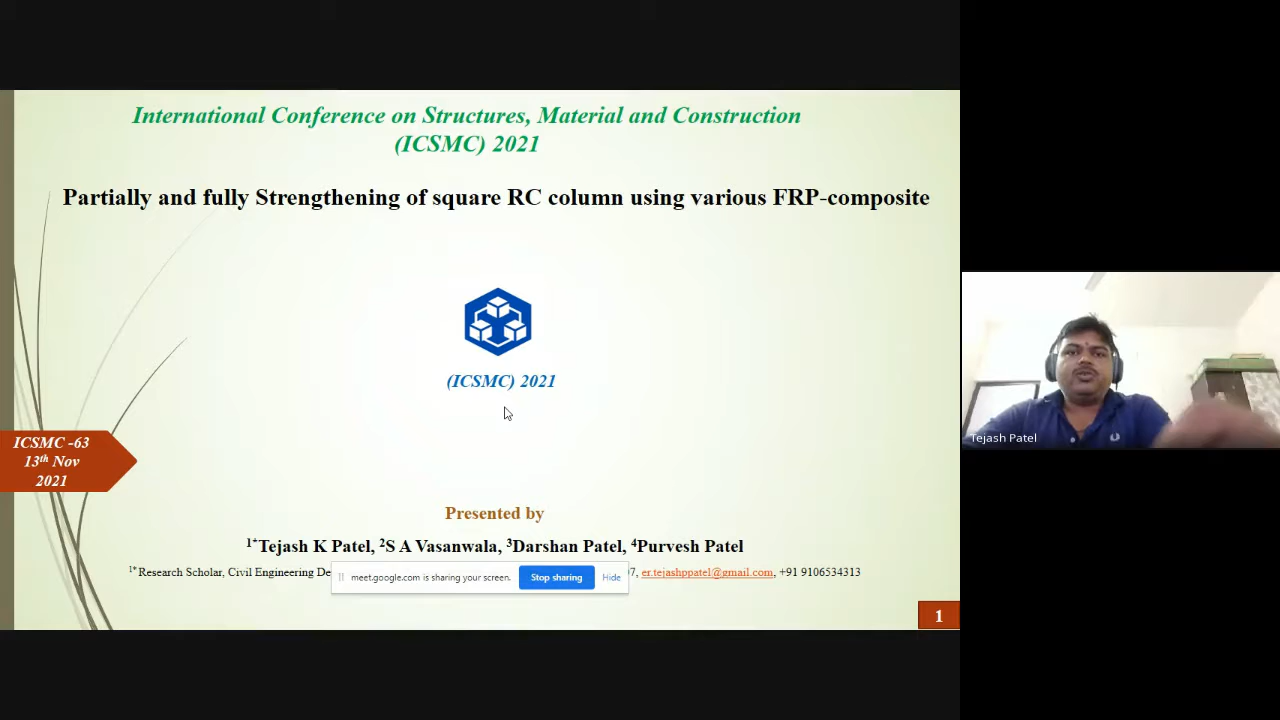 International Conference on Structures, Material and Construction
(ICSMC) 2021
Partially and fully Strengthening of square RC column using various FRP-composite
(ICSMC) 2021
ICSMC -63
13th Nov
2021
Presented by
1*Tejash K Patel, 2S A Vasanwala, 3Darshan Patel, 4Purvesh Patel
1*Research Scholar, Civil Engineering
er.tejashppatel@gmail.com, +91 9106534313
meet.google.com is sharing your screen.
Stop sharing
Hide
1
Tejash Patel